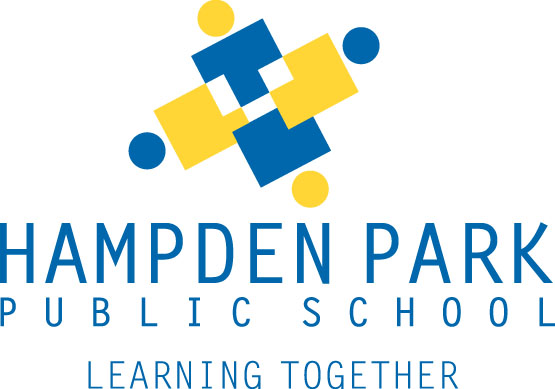 HAMPDEN PARK
PUBLIC SCHOOL
LEARNING TOGETHER